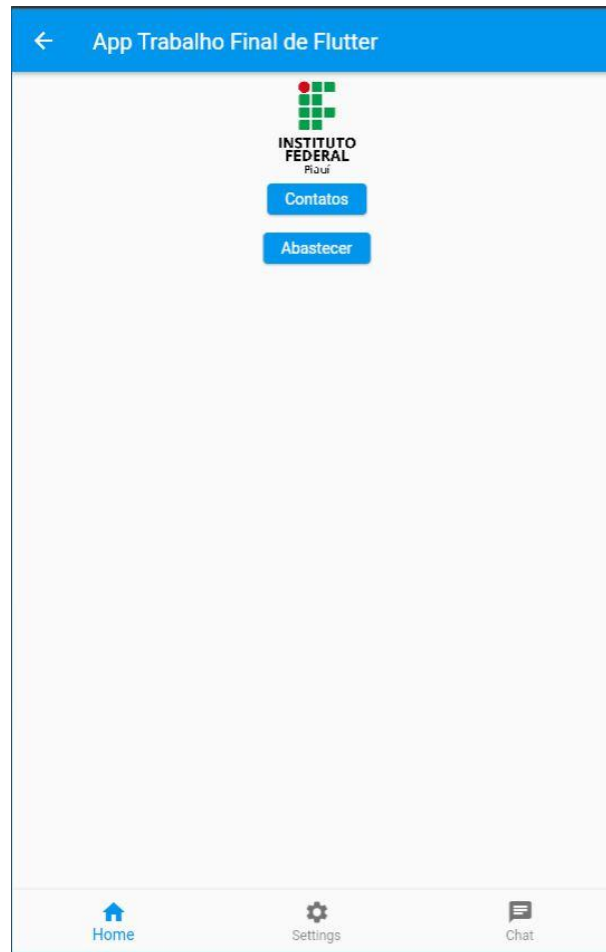 App Trabalho Final de Flutter
INSTITUTO
FEDERAL
Piauí
Contatos
Abastecer
Home
Settings
Chat